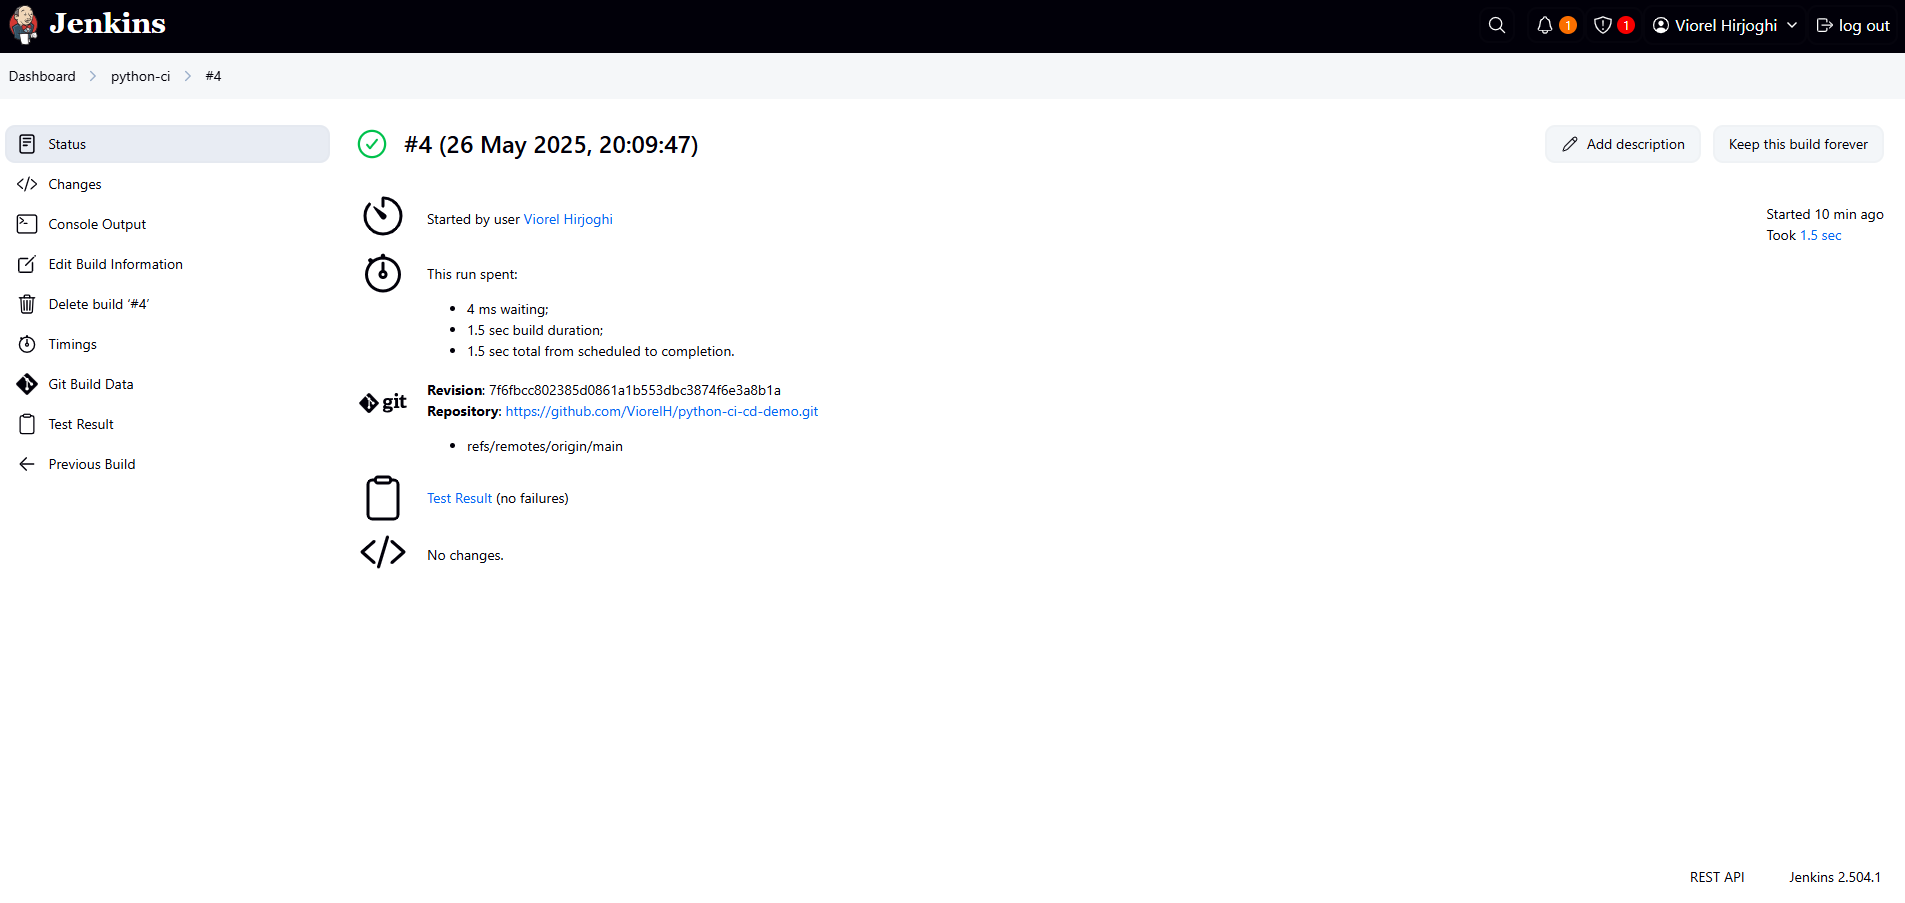 Jenkins
1
1
Viorel Hirjoghi
log out
Dashboard
python-ci
#4
Status
Changes
Console Output
Edit Build Information
Delete build ‘#4’
Timings
Git Build Data
Test Result
Previous Build
#4 (26 May 2025, 20:09:47)
Add description
Keep this build forever
Started by user Viorel Hirjoghi
Started 10 min ago
Took 1.5 sec
This run spent:
4 ms waiting;
1.5 sec build duration;
1.5 sec total from scheduled to completion.
git
Revision: 7f6fbcc802385d0861a1b553dbc3874f6e3a8b1a
Repository: https://github.com/ViorelH/python-ci-cd-demo.git
refs/remotes/origin/main
Test Result (no failures)
No changes.
REST API
Jenkins 2.504.1